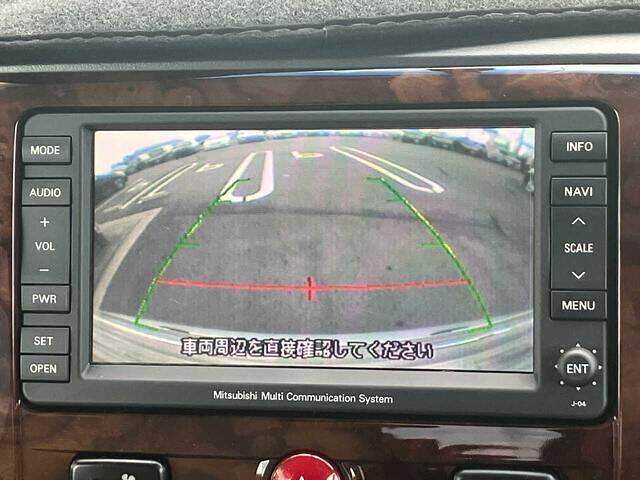 MODE
AUDIO
+
VOL
−
PWR
SET
OPEN
車両周辺を直接確認してください
INFO
NAVI
SCALE
MENU
ENT
J-04
Mitsubishi Multi Communication System